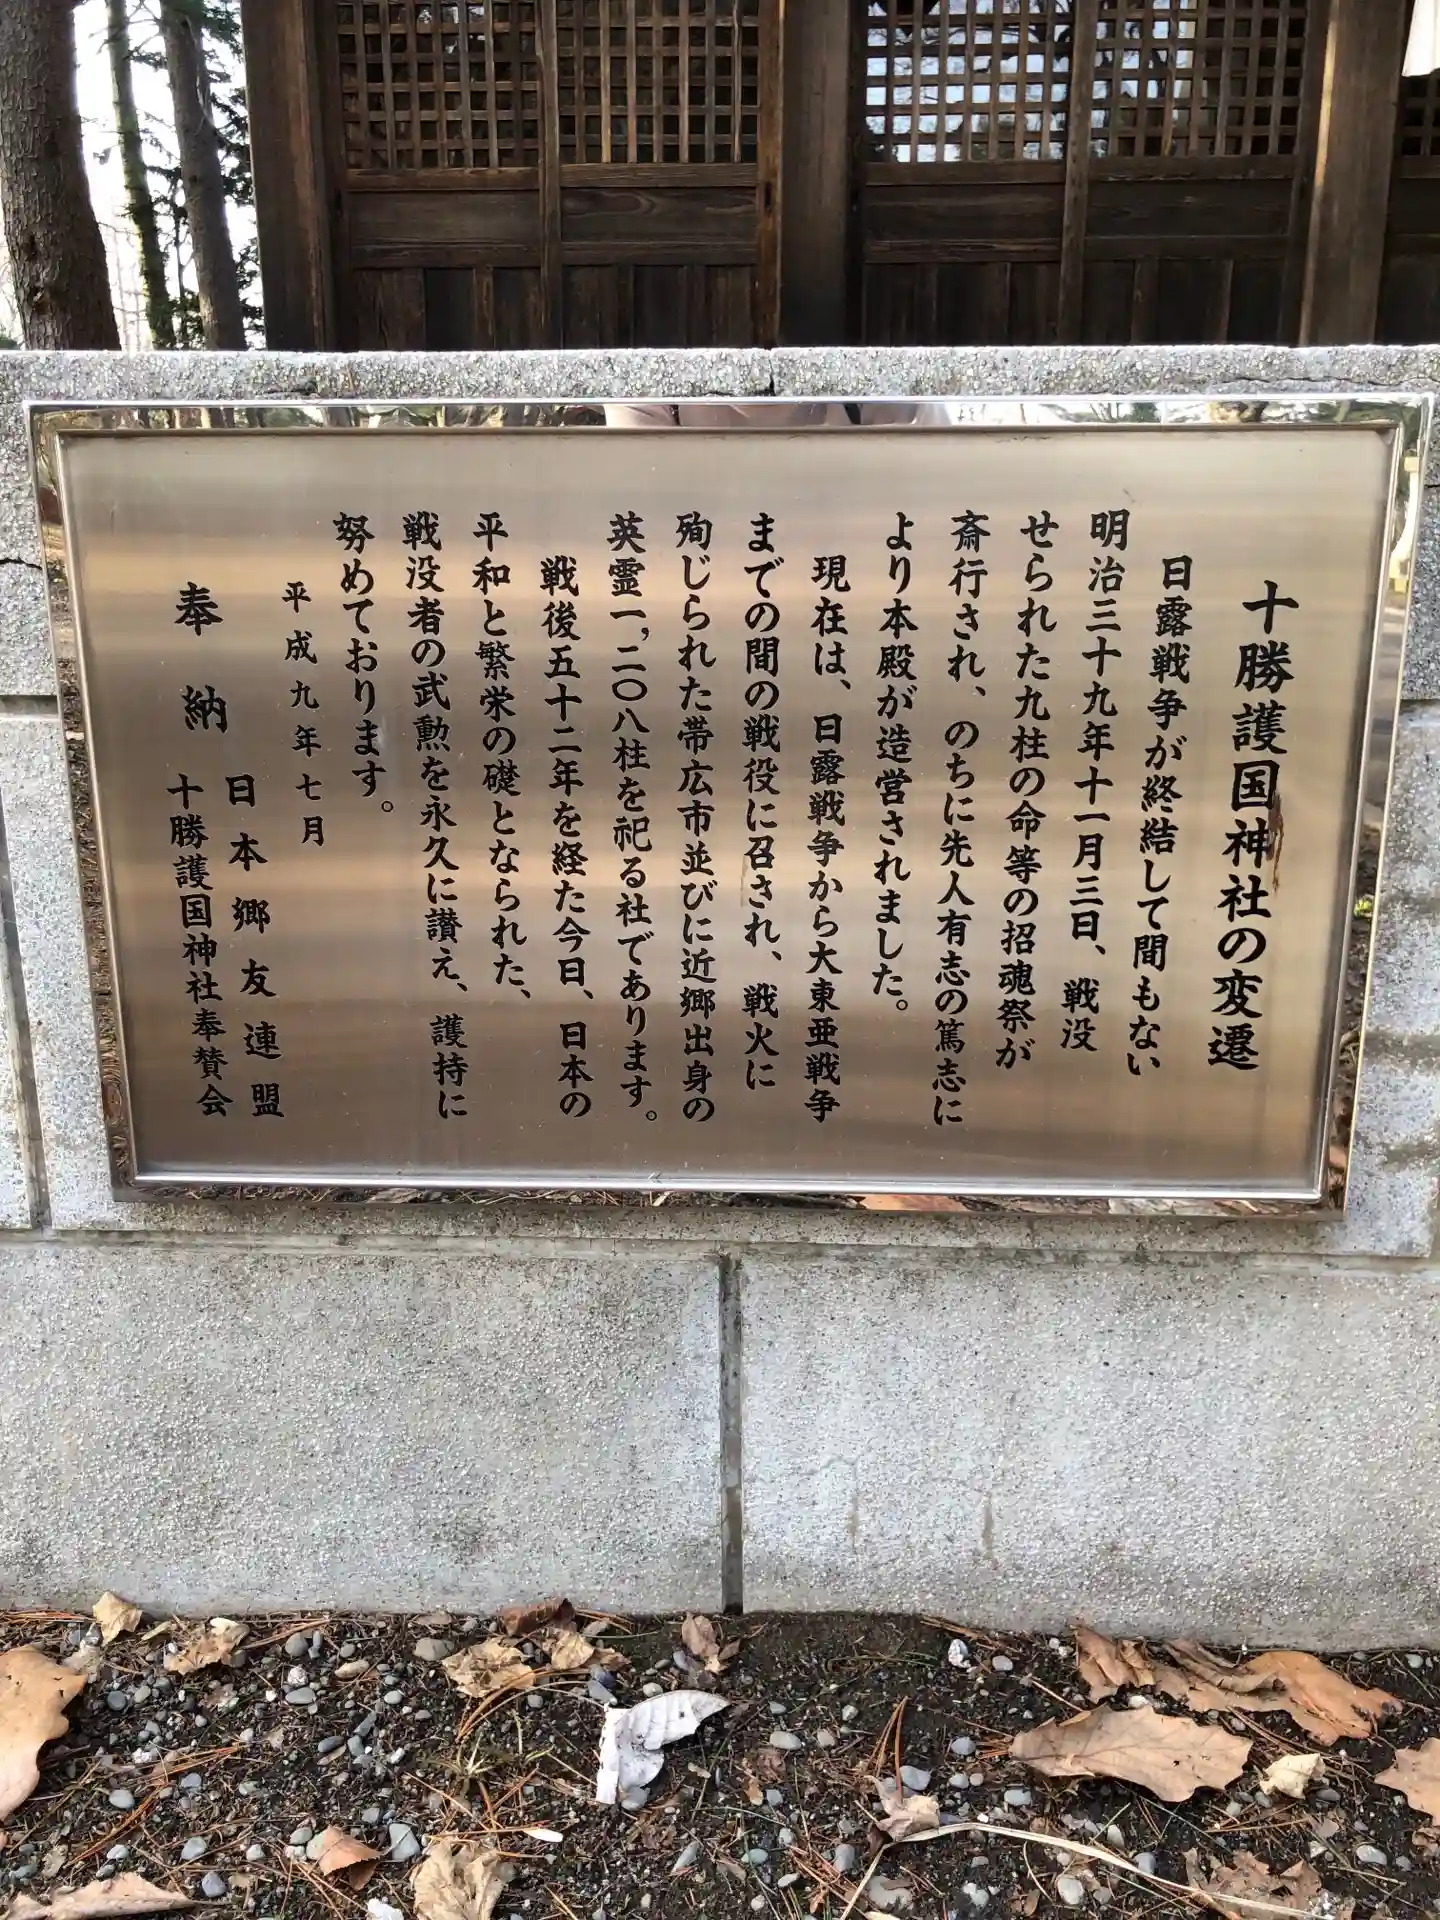 十勝護国神社の変遷
日露戦争が終結して間もない
明治三十九年十一月三日、戦没
せられた九柱の命等の招魂祭が
斎行され、のちに先人有志の篤志に
より本殿が造営されました。
現在は、日露戦争から大東亜戦争
までの間の戦役に召され、戦火に
殉じられた帯広市並びに近郷出身の
英霊一,二〇八柱を祀る社であります。
戦後五十二年を経た今日、日本の
平和と繁栄の礎となられた、
戦没者の武勲を永久に讃え、護持に
努めております。
平成九年七月
奉納
日本郷友連盟
十勝護国神社奉賛会